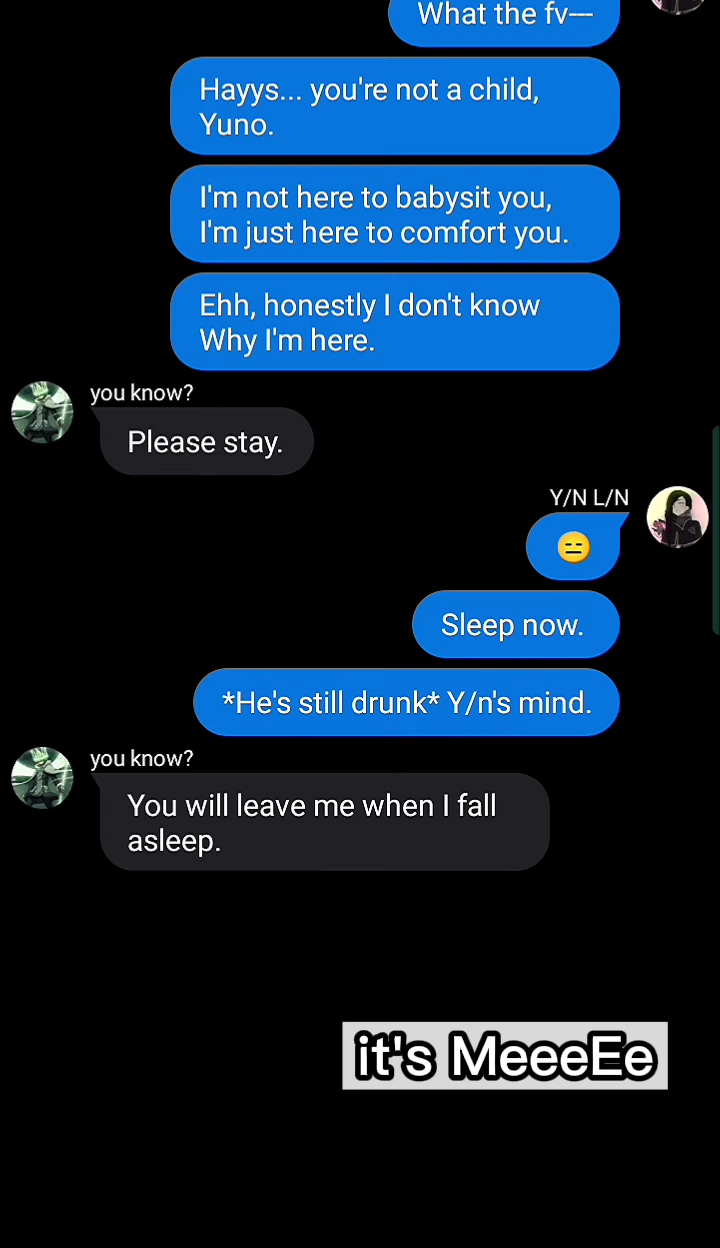 What the fv---
Hayys... you're not a child,
Yuno.
I'm not here to babysit you,
I'm just here to comfort you.
Ehh, honestly I don't know
Why I'm here.
you know?
Please stay.
Y/N L/N
😑
Sleep now.
*He's still drunk* Y/n's mind.
you know?
You will leave me when I fall
asleep.
it's MeeeEe